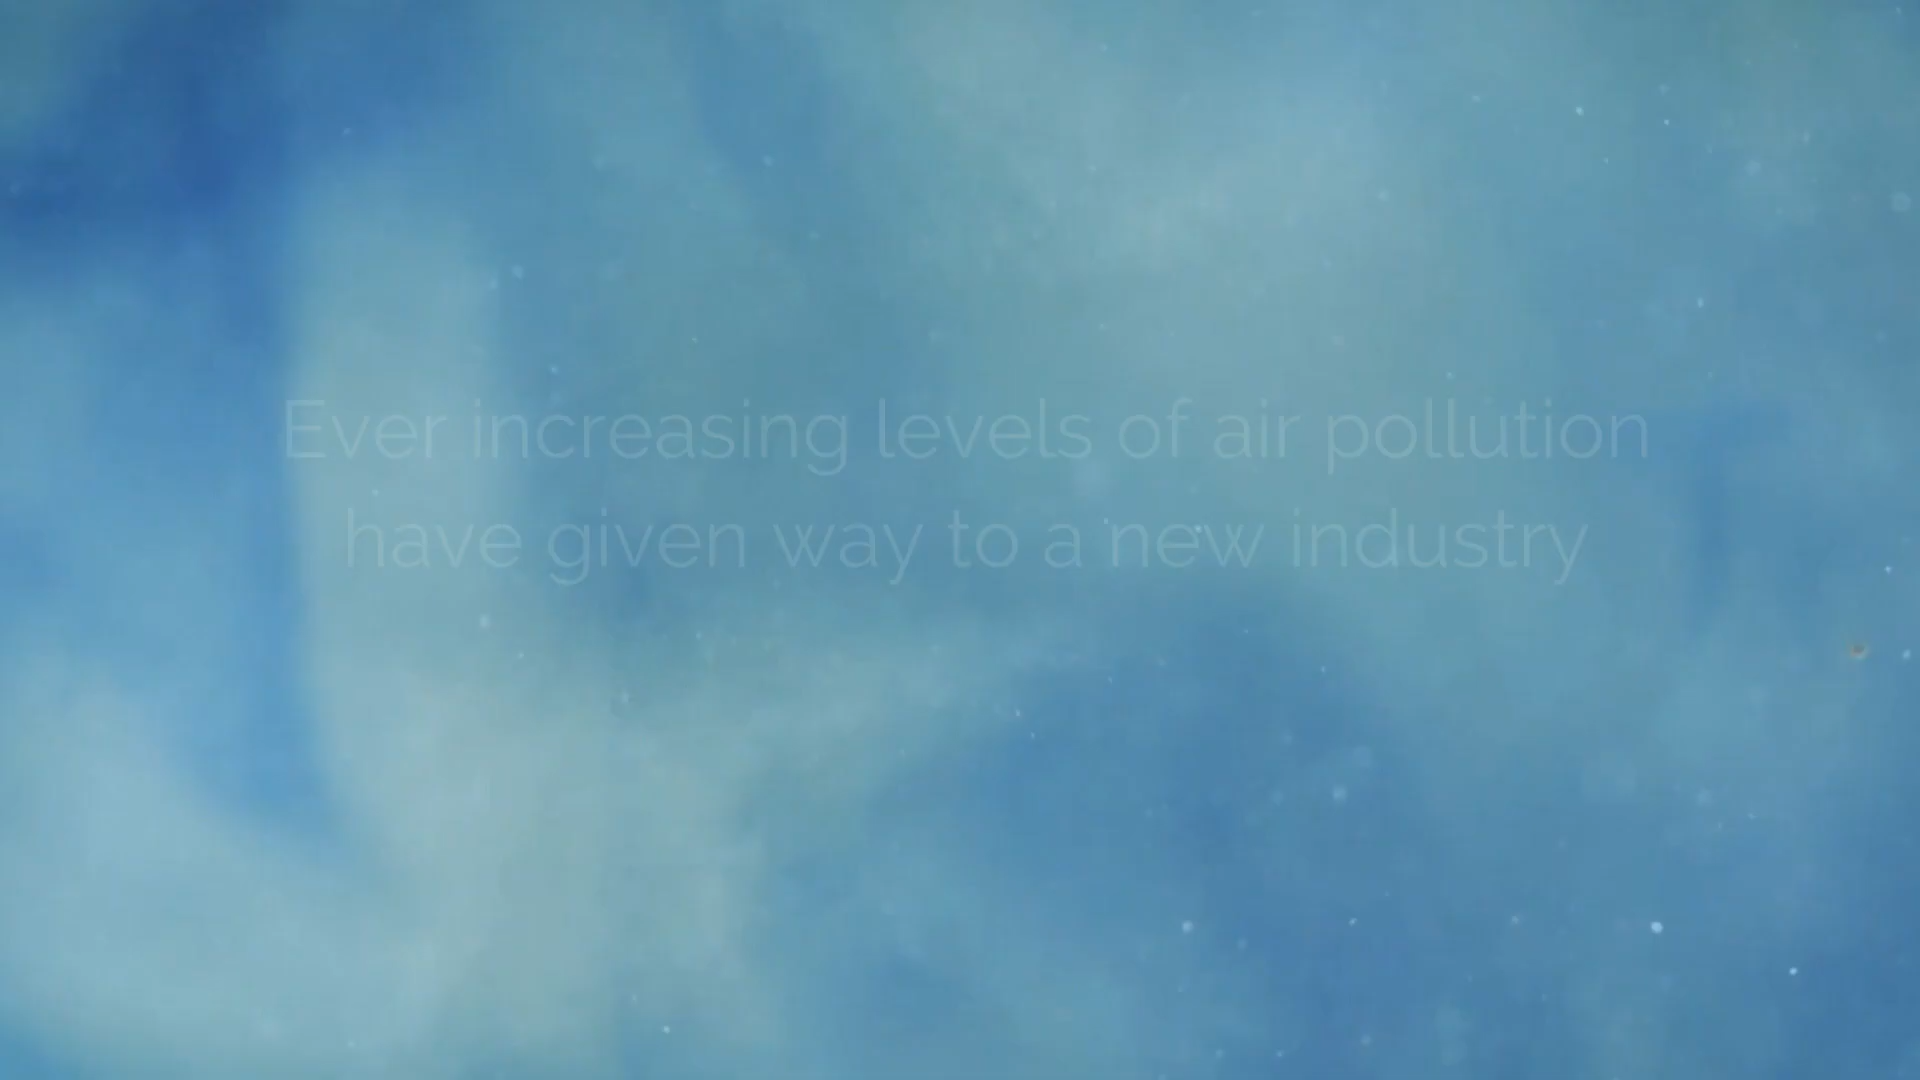 Ever increasing levels of air pollution
have given way to a new industry